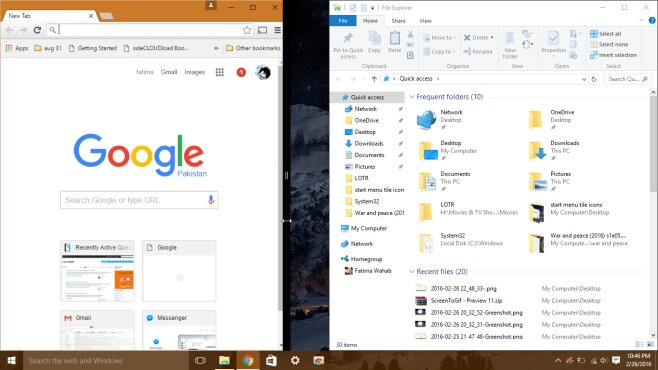 New Tab
Apps
aug 31
Getting Started
sideCLOUDload Boo...
Other bookmarks
fatima Gmail Images 1
Google
Pakistan
Search Google or type URL
Recently Active Ques
Google
Gmail
Messenger
File Explorer
File Home Share View
Pin to Quick access
Copy
Paste
Move to
Copy to
Delete
Rename
New folder
Properties
Select all
Select none
Invert selection
Clipboard
Organize
New
Open
Select
Quick access
Search Qu...
Quick access
Network
OneDrive
Desktop
Downloads
Documents
Pictures
LOTR
start menu tile icons
System32
War and peace (201
My Computer
Network
Homegroup
Fatima Wahab
30 items
Frequent folders (10)
Network
Desktop
OneDrive
Desktop
Desktop
My Computer
Downloads
This PC
Documents
This PC
Pictures
This PC
LOTR
H:\Movies & TV Sho...\Movies
start menu tile icons
My Computer\Desktop
System32
Local Disk (C:)\Windows
War and peace (2016) s1e05....
My Compute...\war and peace
Recent files (20)
2016-02-26 22_46_33-.png My Computer\Desktop
ScreenToGif - Preview 11.zip My Computer\Desktop
2016-02-26 20_32_52-Greenshot.png My Computer\Desktop
2016-02-26 20_32_31-Greenshot.png My Computer\Desktop
2016-02-25 21_47_48-Greenshot.png My Computer\Desktop
Search the web and Windows
10:46 PM
2/26/2016